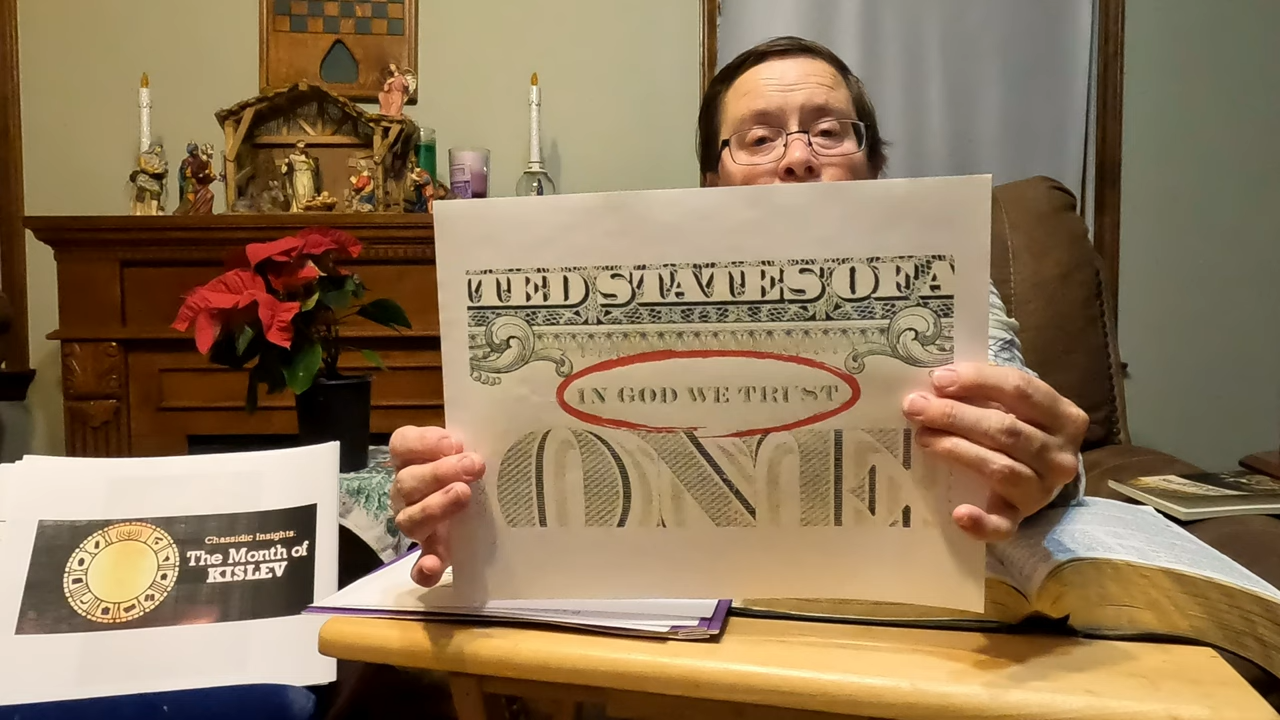 Chassidic Insights:
The Month of
KISLEV
TED STATES OF A
IN GOD WE TRUST
ONE